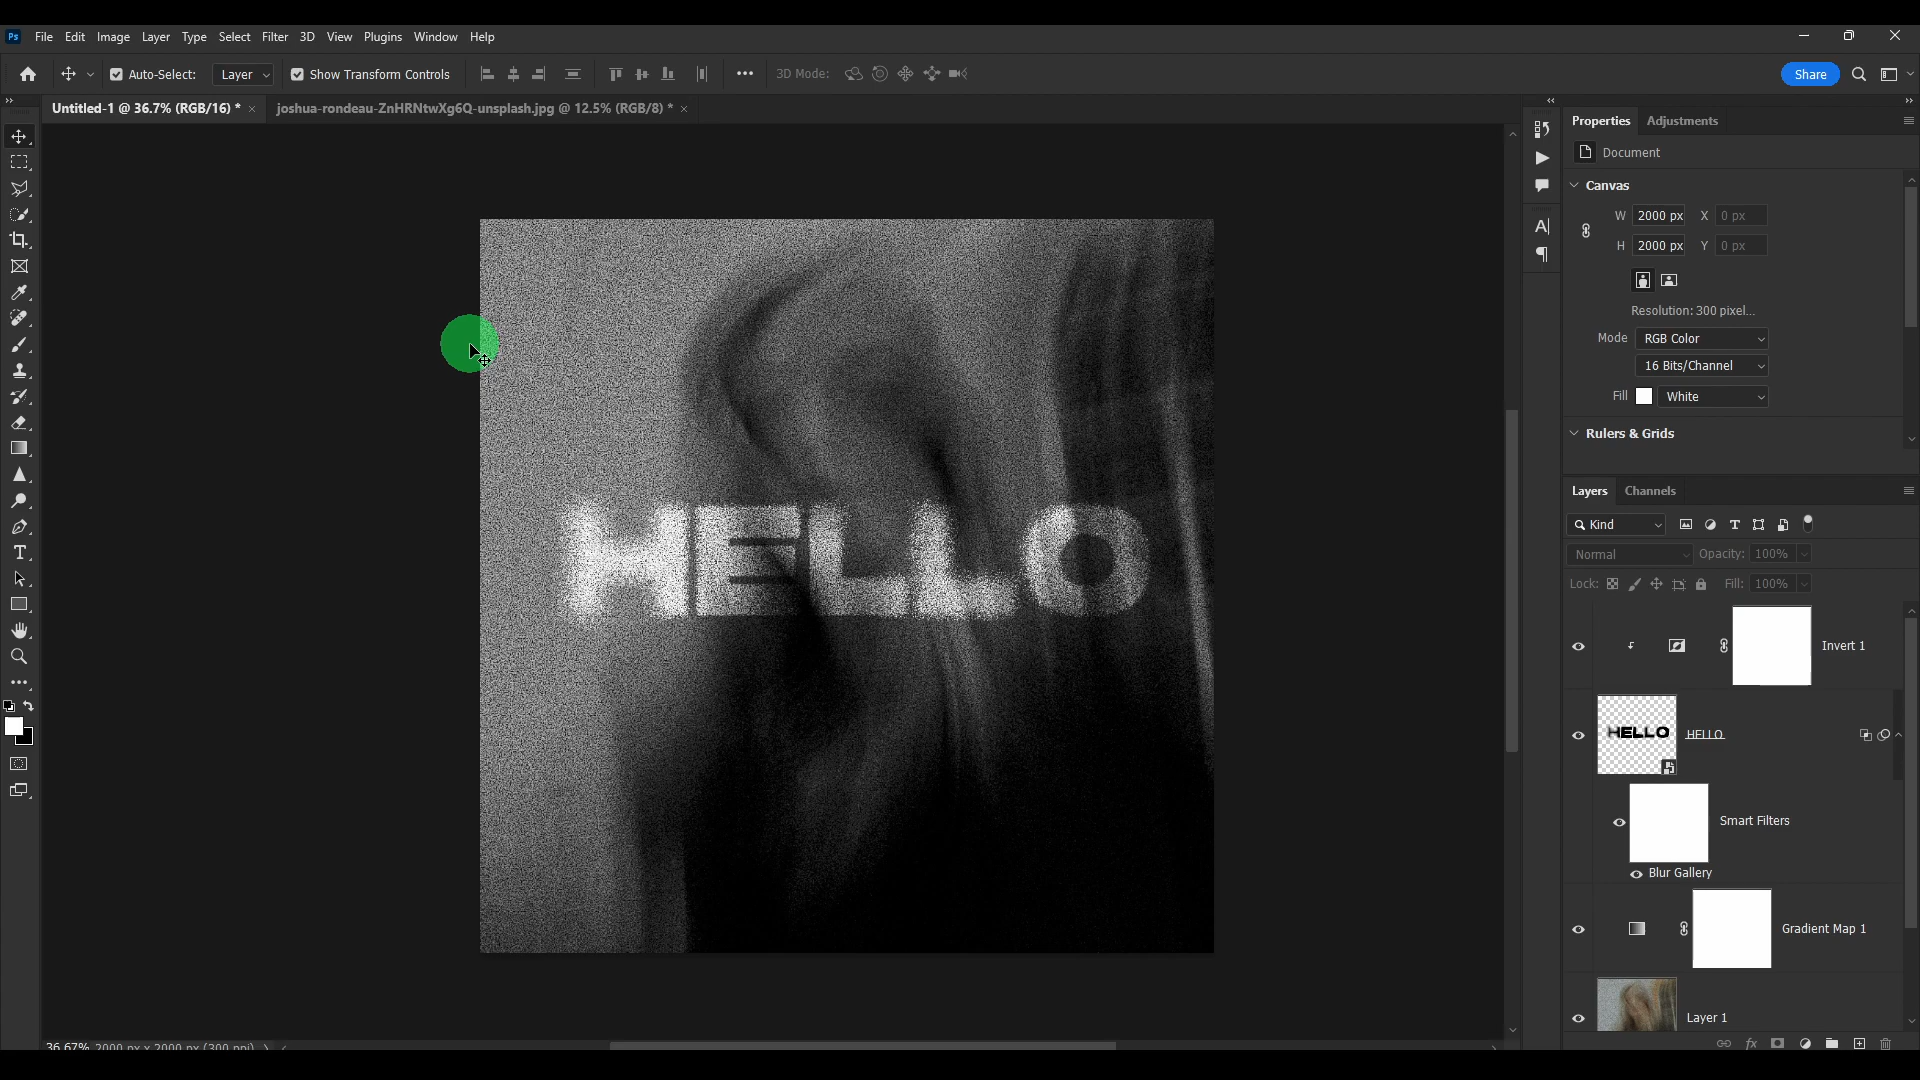 Ps File Edit Image Layer Type Select Filter 3D View Plugins Window Help
Auto-Select: Layer Show Transform Controls 3D Mode: Share
Untitled-1 @ 36.7% (RGB/16) * × joshua-rondeau-ZnHRNtwXg6Q-unsplash.jpg @ 12.5% (RGB/8) * ×
Properties Adjustments
Document
Canvas
W 2000 px X 0 px
H 2000 px Y 0 px
Resolution: 300 pixel...
Mode RGB Color
16 Bits/Channel
Fill White
Rulers & Grids
HELLO
Layers Channels
Kind
Normal Opacity: 100%
Lock: Fill: 100%
Invert 1
HELLO HELLO
Smart Filters
Blur Gallery
Gradient Map 1
Layer 1
36.67% 2000 px x 2000 px (300 ppi)